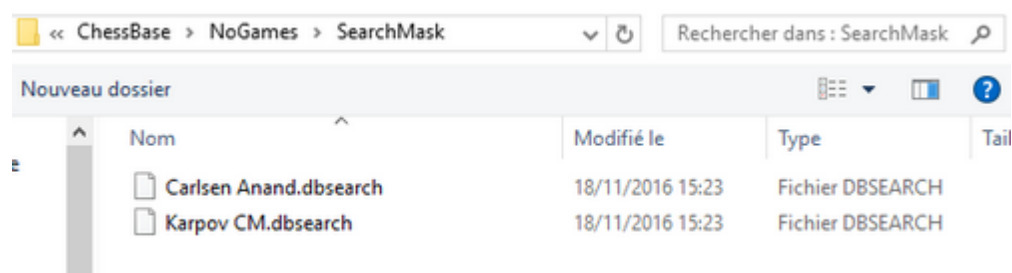 « ChessBase > NoGames > SearchMask Rechercher dans : SearchMask
Nouveau dossier ?
e Nom Modifié le Type Tail
Carlsen Anand.dbsearch 18/11/2016 15:23 Fichier DBSEARCH
Karpov CM.dbsearch 18/11/2016 15:23 Fichier DBSEARCH